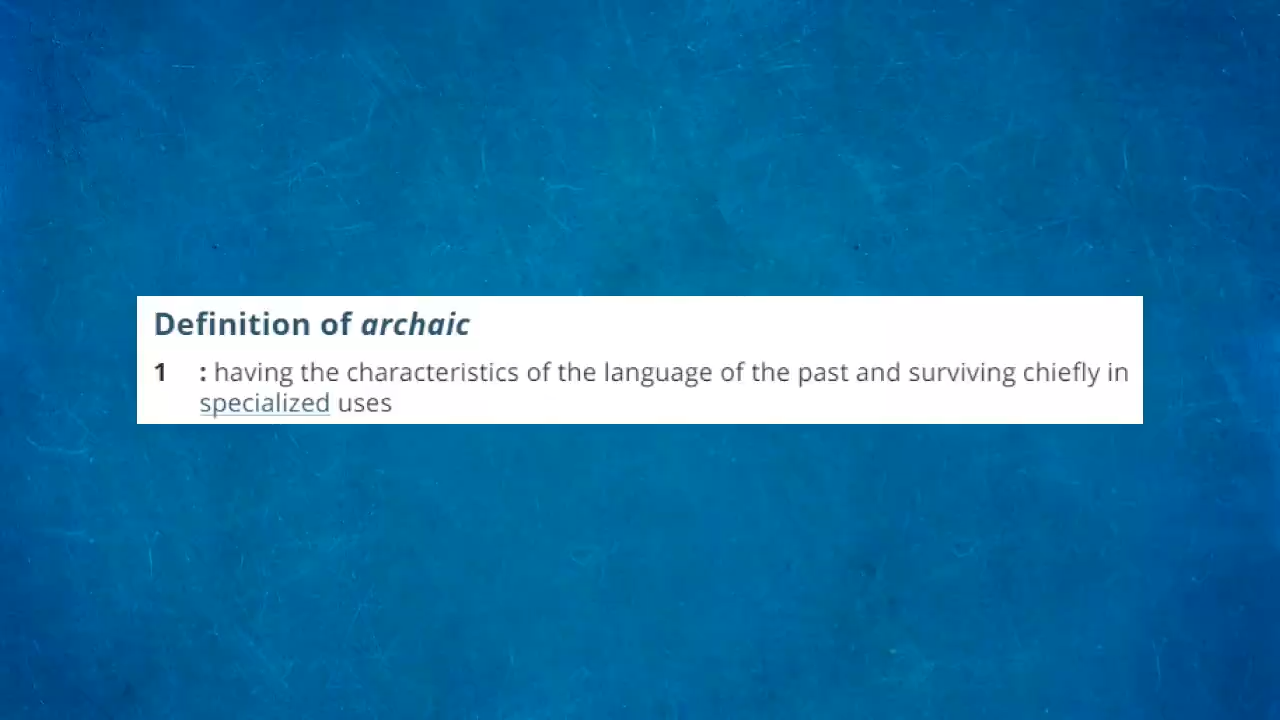 Definition of archaic
1 : having the characteristics of the language of the past and surviving chiefly in
specialized uses